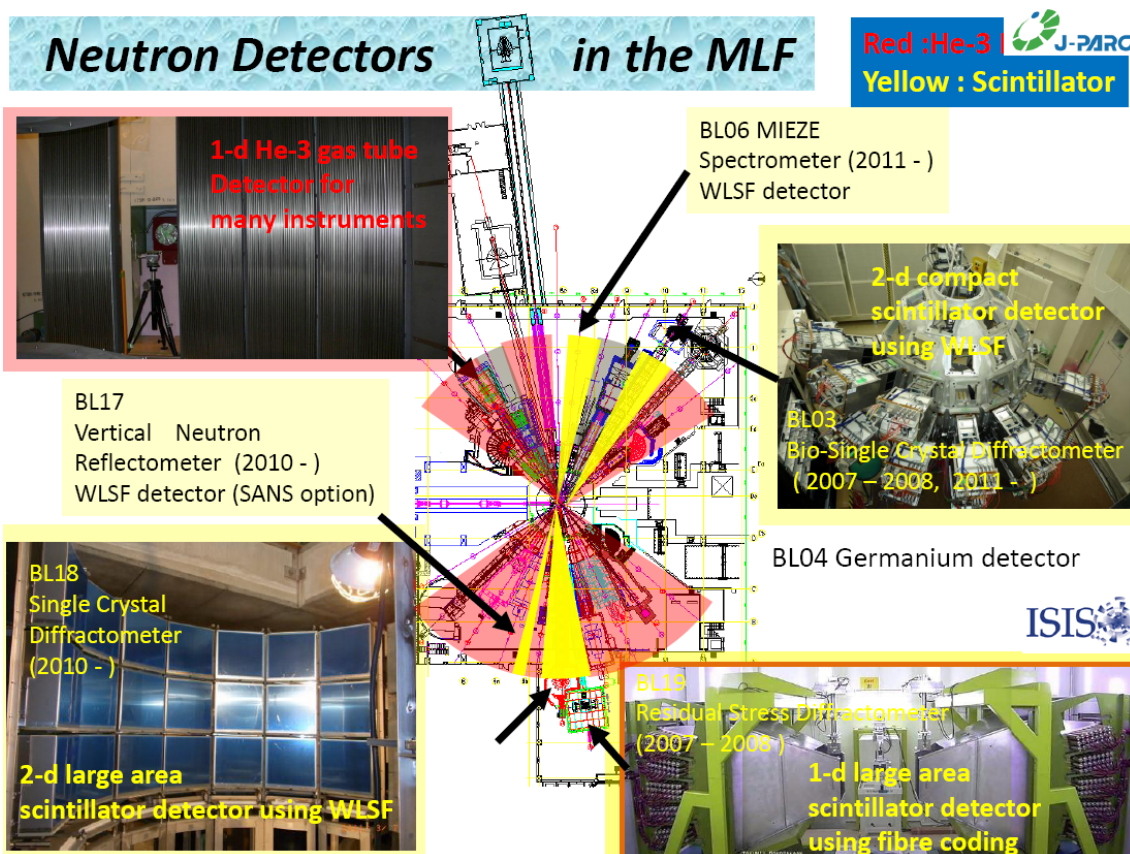 Neutron Detectors in the MLF
Red :He-3
Yellow : Scintillator
J-PARC
1-d He-3 gas tube
Detector for
many instruments
BL06 MIEZE
Spectrometer (2011 - )
WLSF detector
2-d compact
scintillator detector
using WLSF
BL03
Bio-Single Crystal Diffractometer
( 2007 – 2008, 2011 - )
BL17
Vertical Neutron
Reflectometer (2010 - )
WLSF detector (SANS option)
BL04 Germanium detector
ISIS
BL18
Single Crystal
Diffractometer
(2010 - )
2-d large area
scintillator detector using WLSF
BL19
Residual Stress Diffractometer
(2007 – 2008 )
1-d large area
scintillator detector
using fibre coding